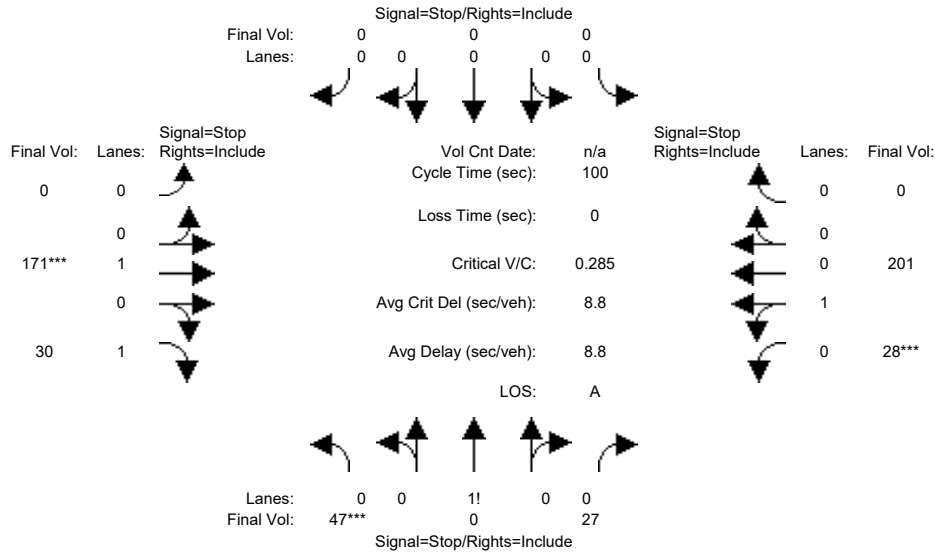 Signal=Stop/Rights=Include
Final Vol: 0 0 0
Lanes: 0 0 0 0 0
Signal=Stop Signal=Stop
Final Vol: Lanes: Rights=Include Vol Cnt Date: n/a Rights=Include Lanes: Final Vol:
Cycle Time (sec): 100
0 0 0 0
Loss Time (sec): 0
0 0
171*** 1 Critical V/C: 0.285 0 201
0 Avg Crit Del (sec/veh): 8.8 1
30 1 Avg Delay (sec/veh): 8.8 0 28***
LOS: A
Lanes: 0 0 1! 0 0
Final Vol: 47*** 0 27
Signal=Stop/Rights=Include